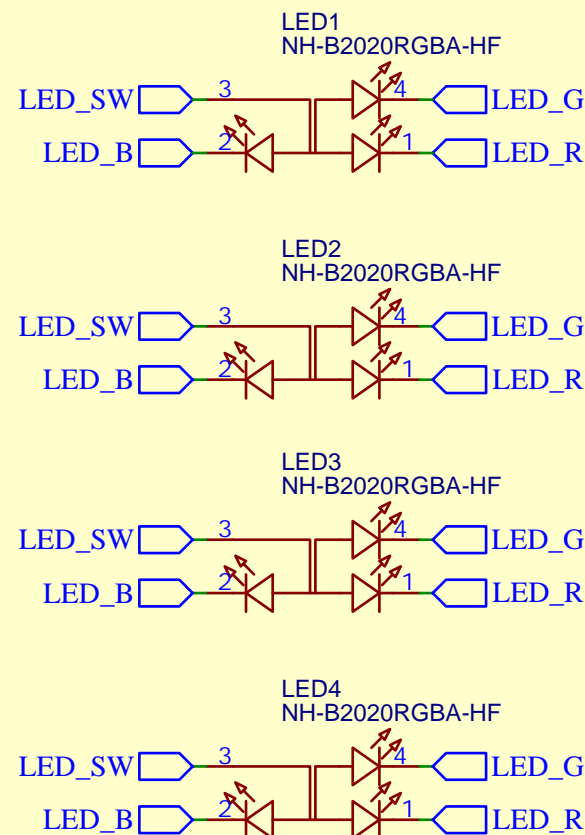 LED1
NH-B2020RGBA-HF
LED_SW 3 4 LED_G
LED_B 2 1 LED_R
LED2
NH-B2020RGBA-HF
LED_SW 3 4 LED_G
LED_B 2 1 LED_R
LED3
NH-B2020RGBA-HF
LED_SW 3 4 LED_G
LED_B 2 1 LED_R
LED4
NH-B2020RGBA-HF
LED_SW 3 4 LED_G
LED_B 2 1 LED_R